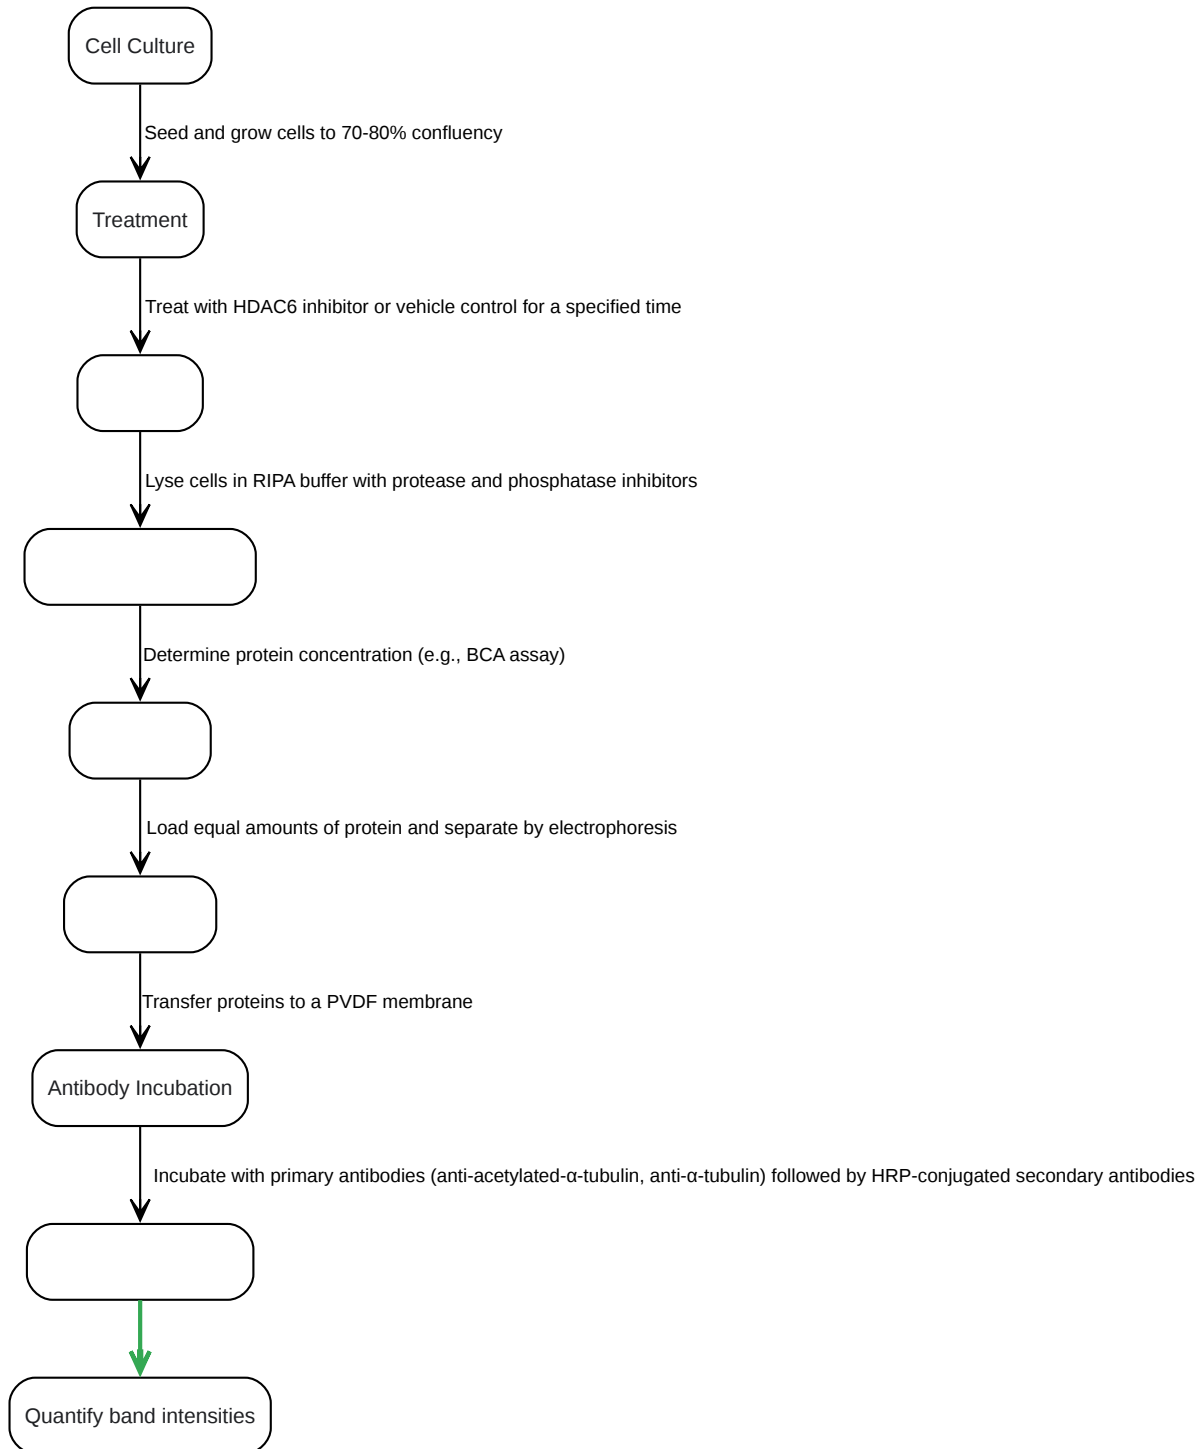 Cell Culture
Seed and grow cells to 70-80% confluency
Treatment
Treat with HDAC6 inhibitor or vehicle control for a specified time
Lyse cells in RIPA buffer with protease and phosphatase inhibitors
Determine protein concentration (e.g., BCA assay)
Load equal amounts of protein and separate by electrophoresis
Transfer proteins to a PVDF membrane
Antibody Incubation
Incubate with primary antibodies (anti-acetylated-α-tubulin, anti-α-tubulin) followed by HRP-conjugated secondary antibodies
Quantify band intensities